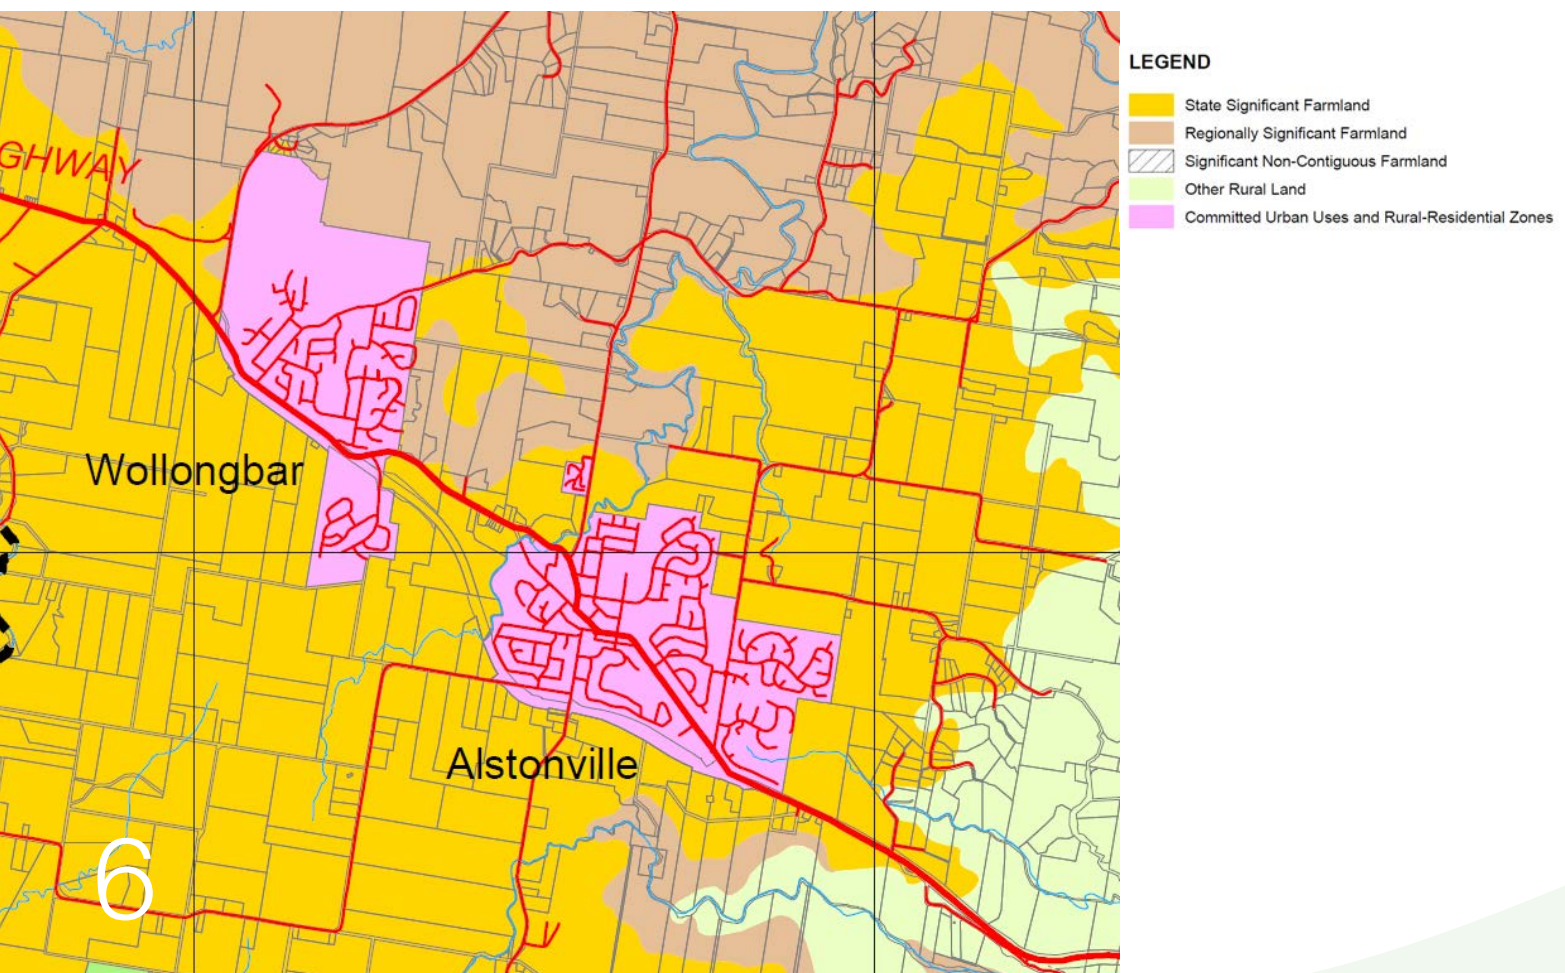 GHWAY
Wollongbar
Alstonville
6
LEGEND
State Significant Farmland
Regionally Significant Farmland
Significant Non-Contiguous Farmland
Other Rural Land
Committed Urban Uses and Rural-Residential Zones